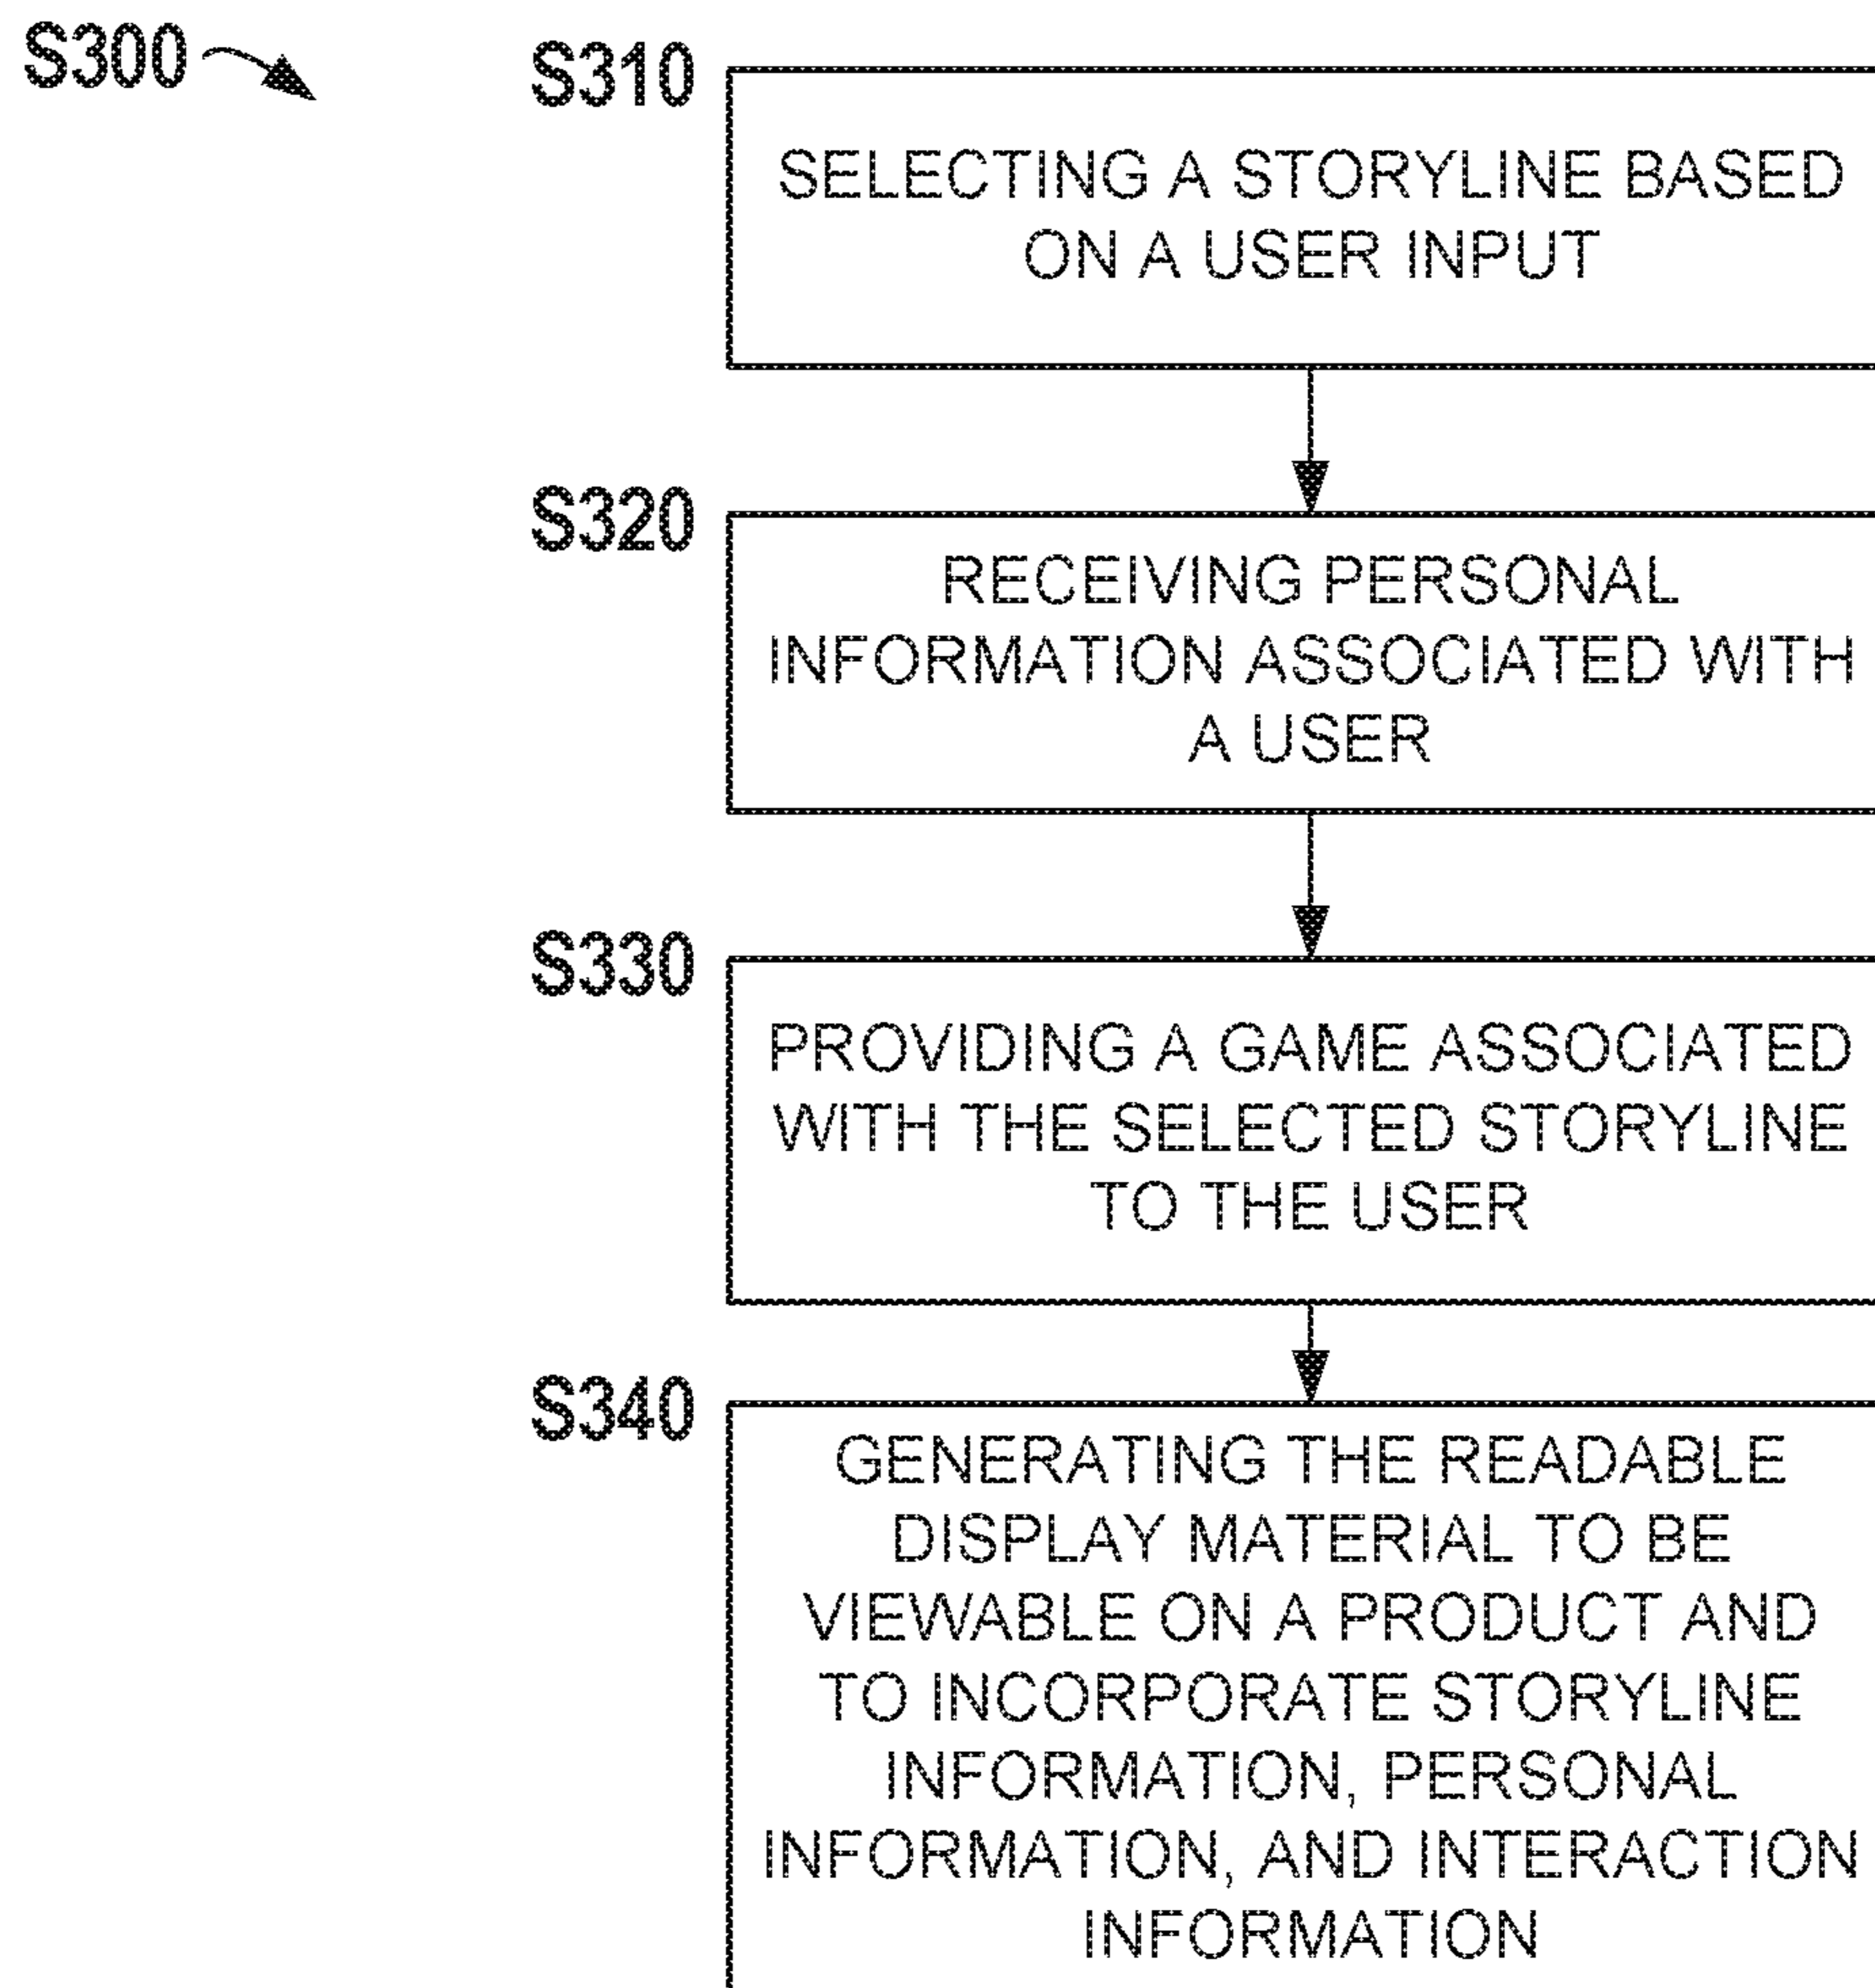 S300
S310
SELECTING A STORYLINE BASED
ON A USER INPUT
S320
RECEIVING PERSONAL
INFORMATION ASSOCIATED WITH
A USER
S330
PROVIDING A GAME ASSOCIATED
WITH THE SELECTED STORYLINE
TO THE USER
S340
GENERATING THE READABLE
DISPLAY MATERIAL TO BE
VIEWABLE ON A PRODUCT AND
TO INCORPORATE STORYLINE
INFORMATION, PERSONAL
INFORMATION, AND INTERACTION
INFORMATION